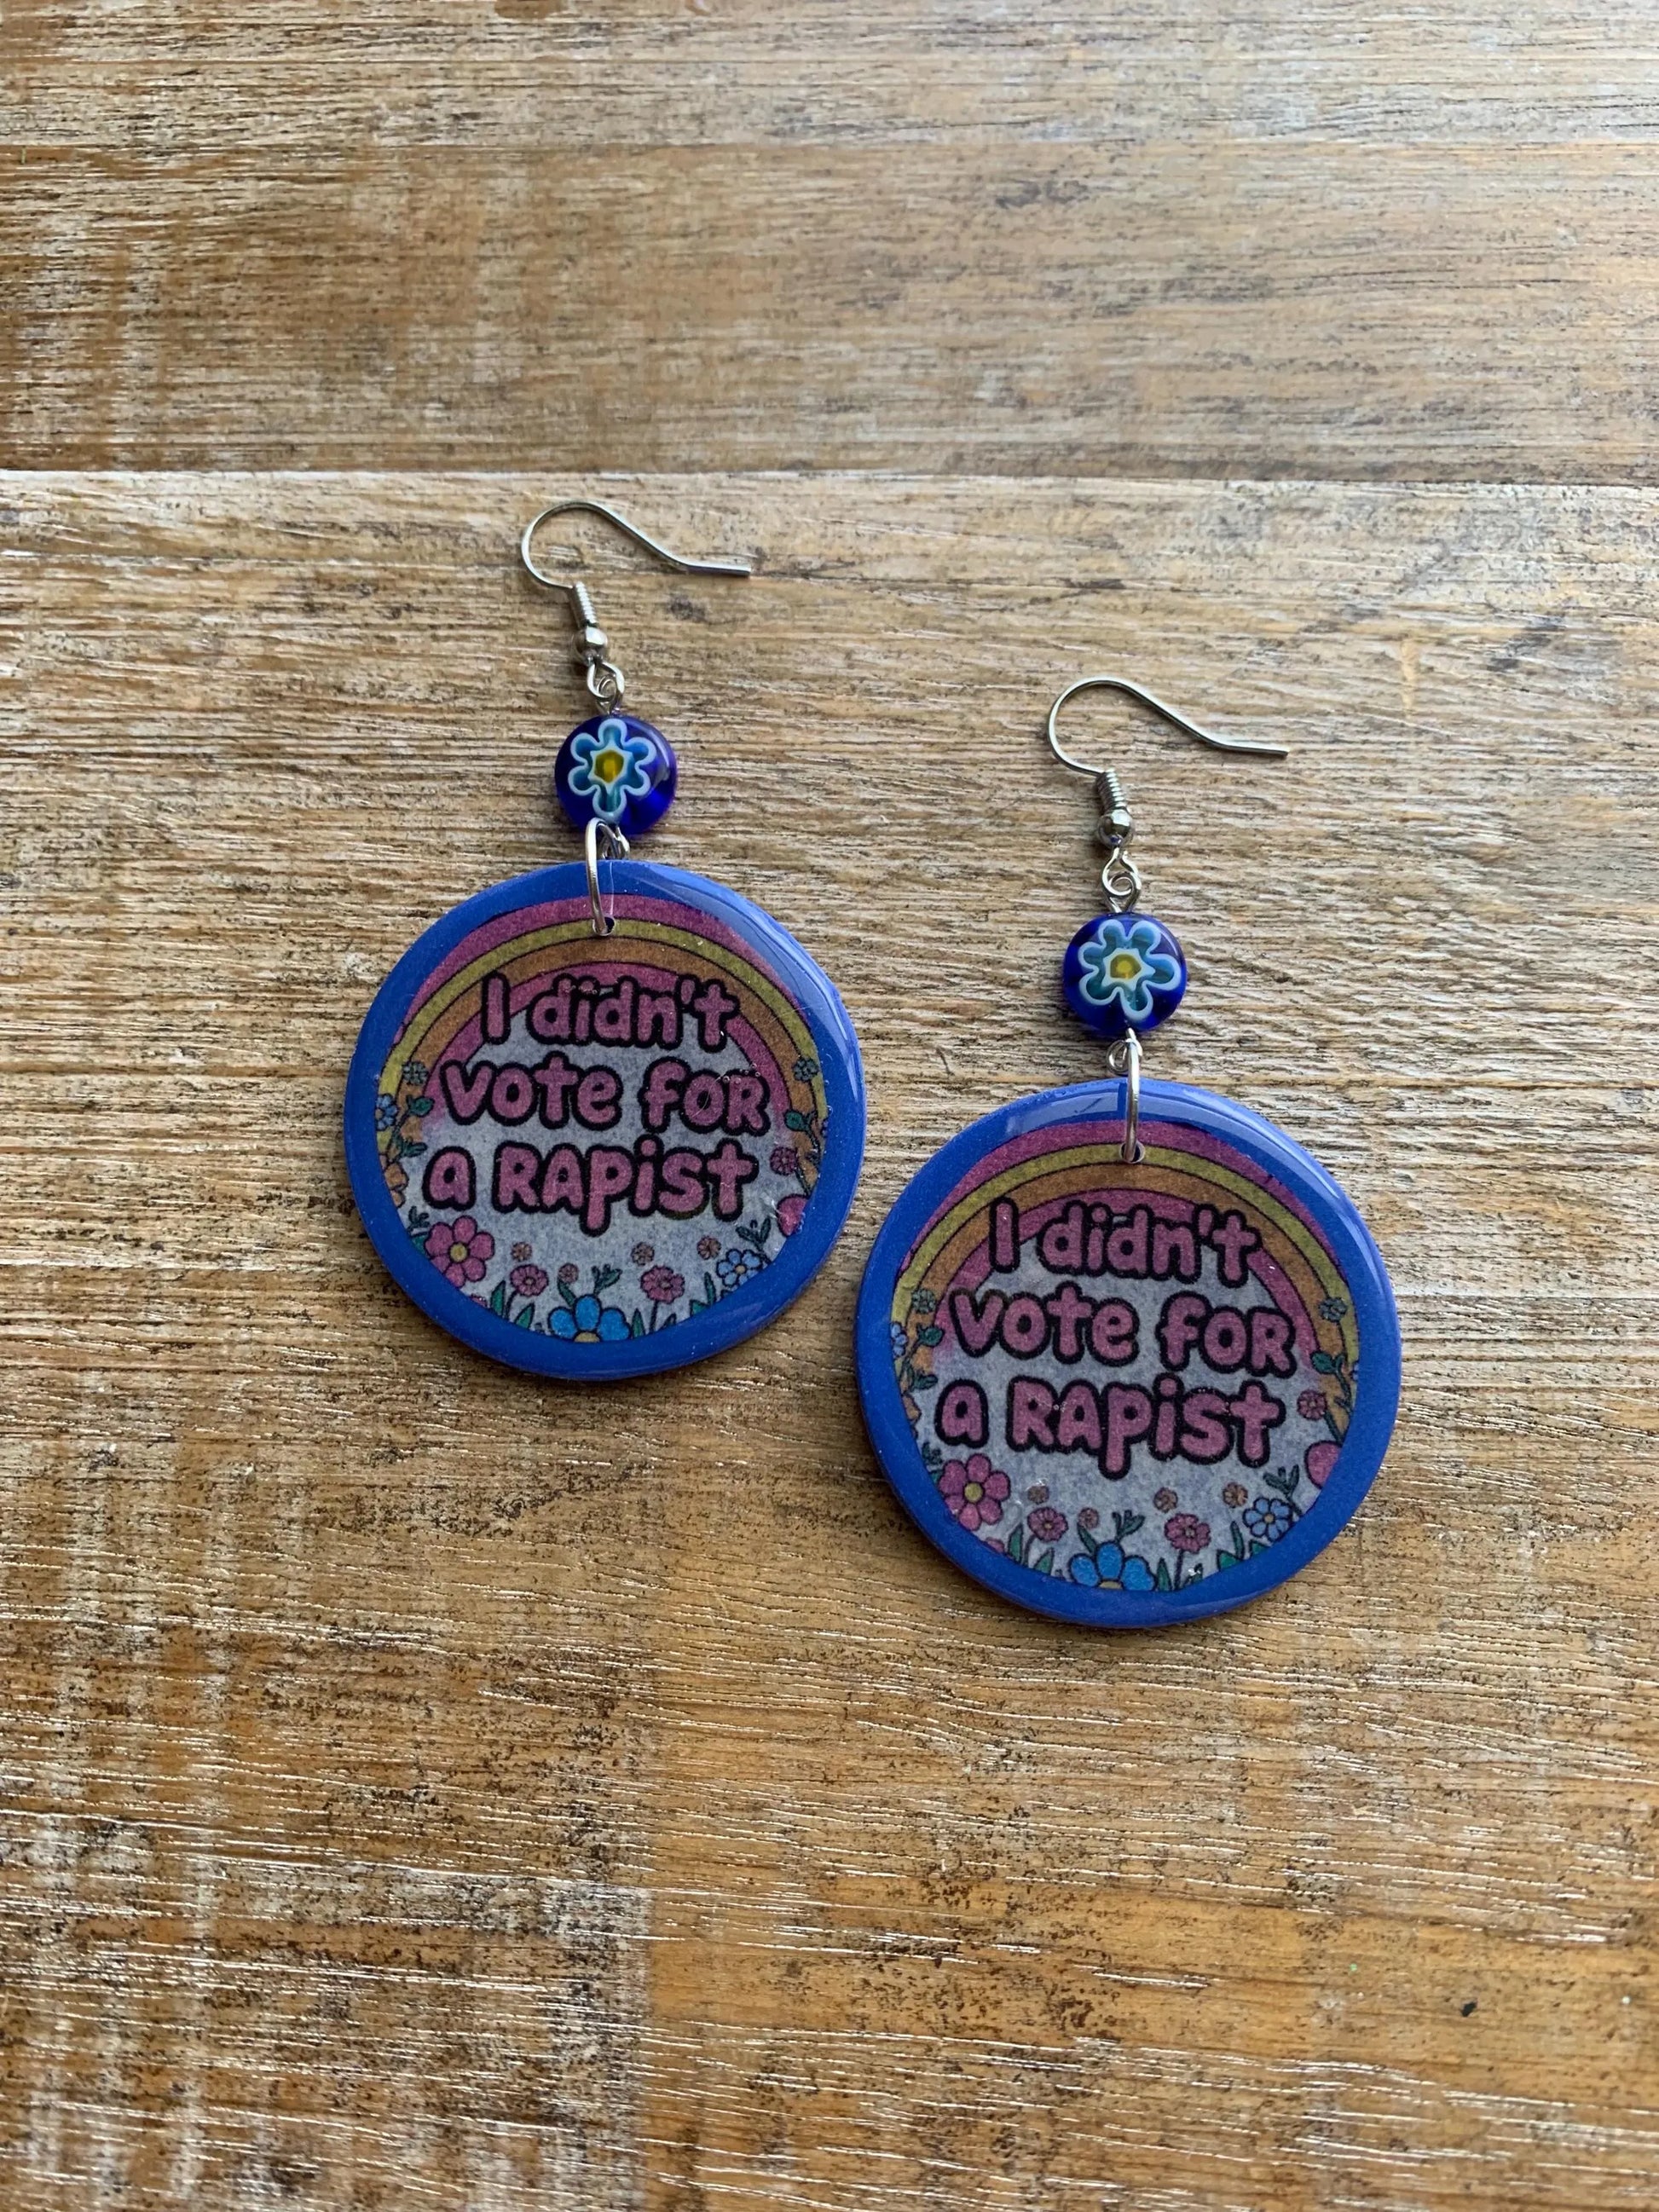 I didn't
vote for
a RAPist
I didn't
vote for
a RAPist